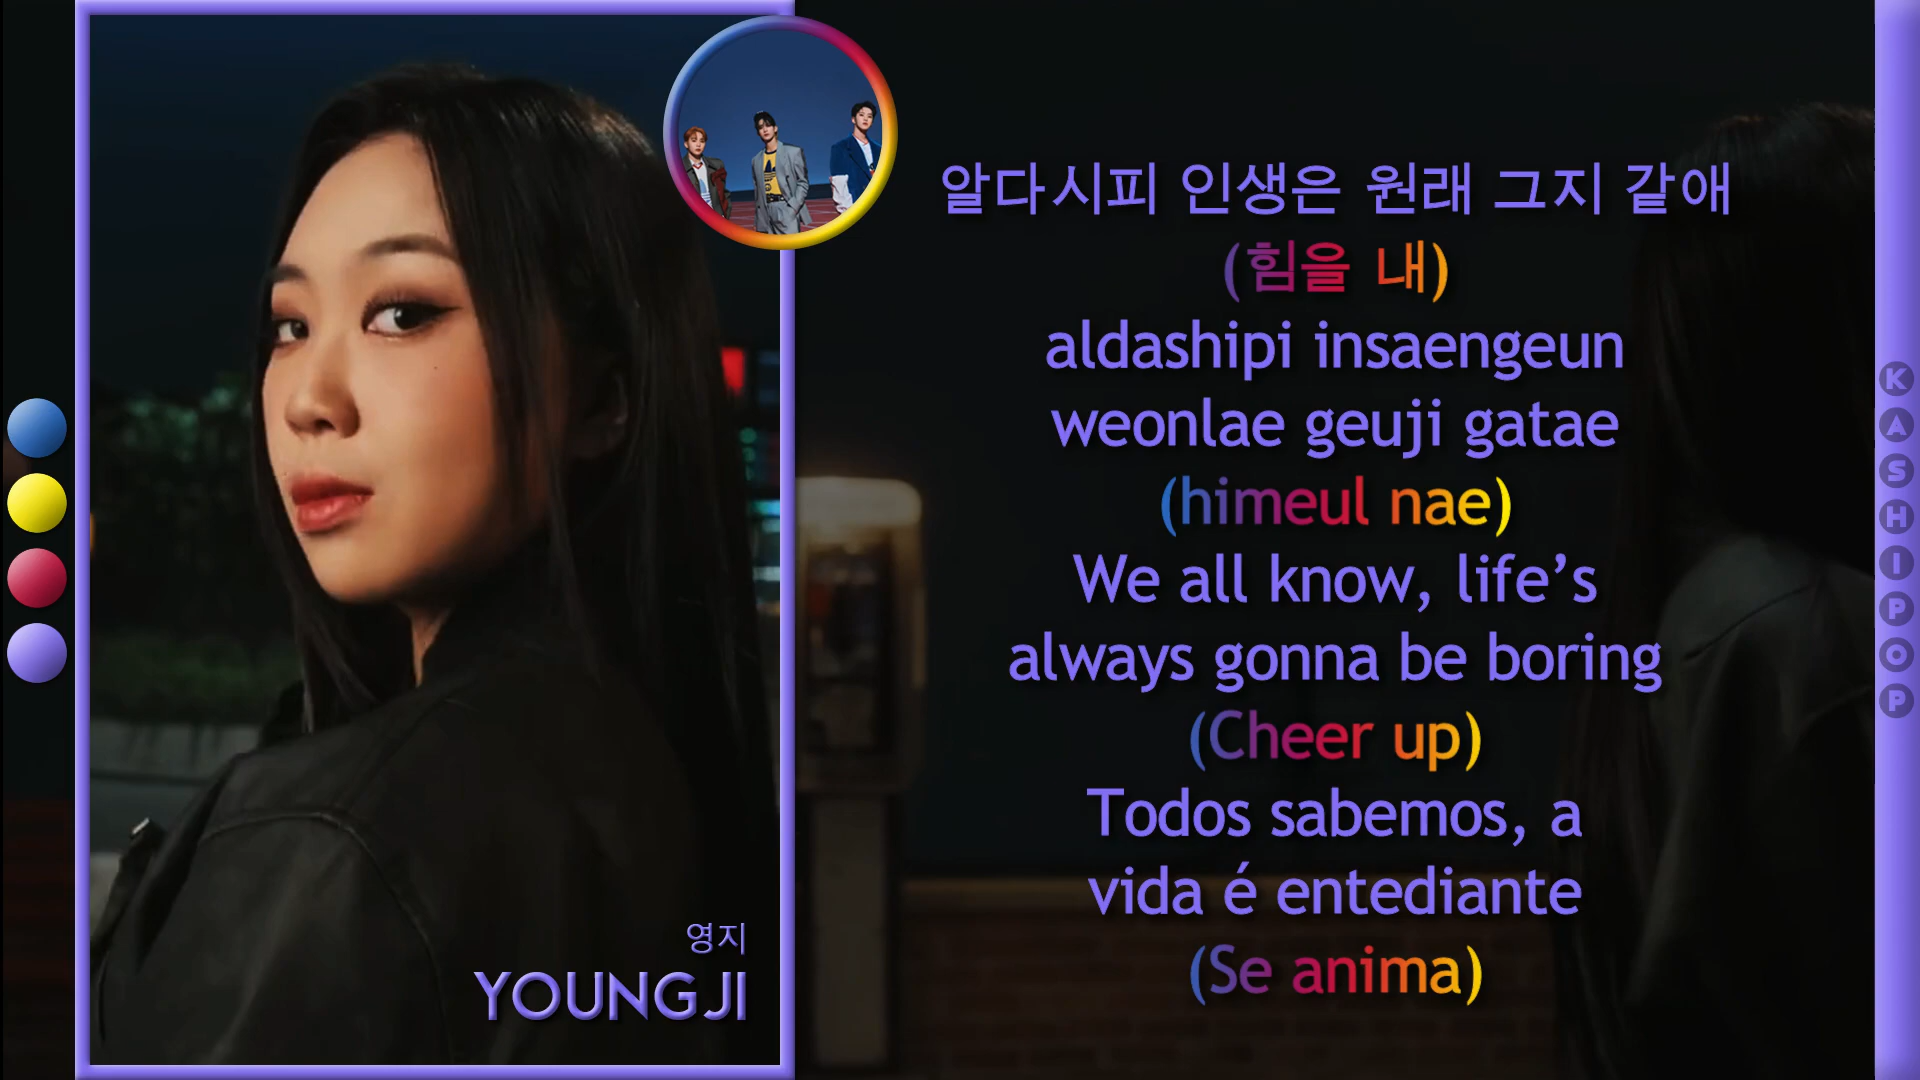 알다시피 인생은 원래 그지 같애
(힘을 내)
aldashipi insaengeun
weonlae geuji gatae
(himeul nae)
We all know, life’s
always gonna be boring
(Cheer up)
Todos sabemos, a
vida é entediante
(Se anima)
영지
YOUNGJI
KASHIPOP